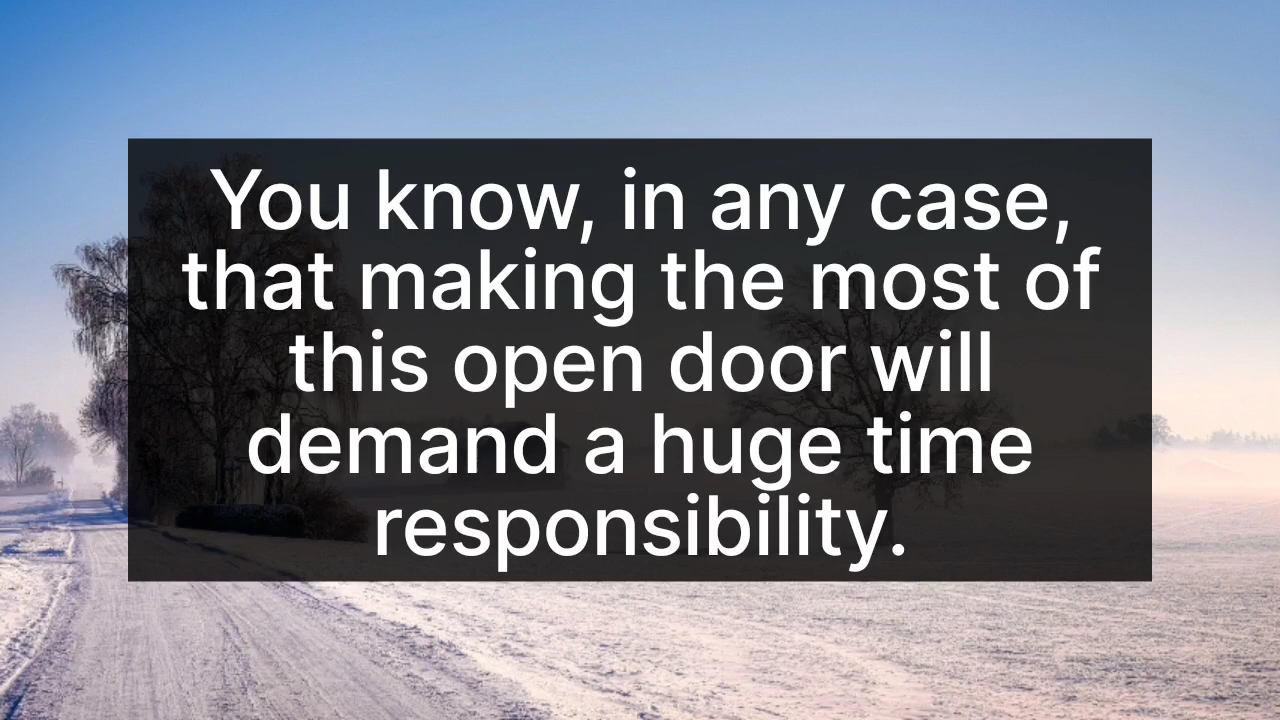 You know, in any case,
that making the most of
this open door will
demand a huge time
responsibility.